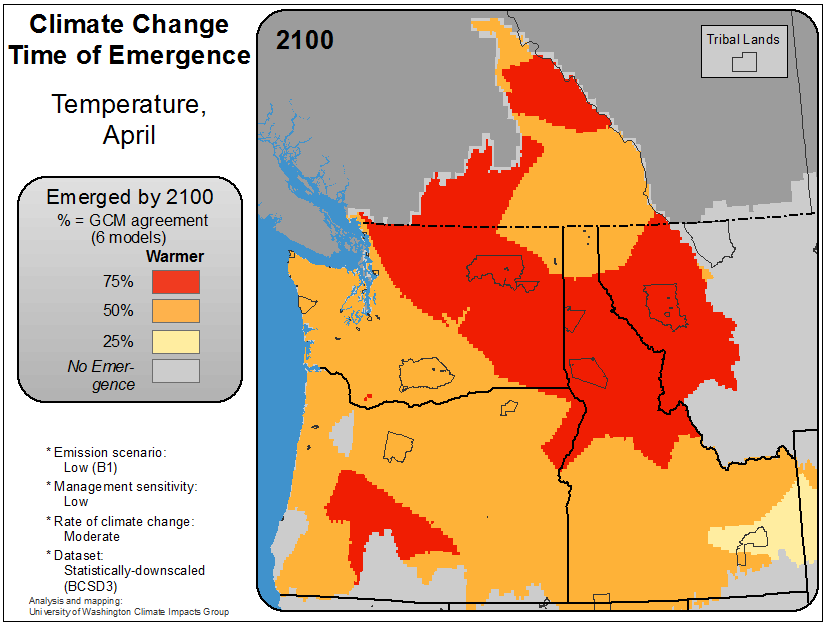 Climate Change
Time of Emergence
Temperature,
April
Emerged by 2100
% = GCM agreement
(6 models)
Warmer
75%
50%
25%
No Emer-
gence
* Emission scenario:
Low (B1)
* Management sensitivity:
Low
* Rate of climate change:
Moderate
* Dataset:
Statistically-downscaled
(BCSD3)
Analysis and mapping:
University of Washington Climate Impacts Group
2100
Tribal Lands